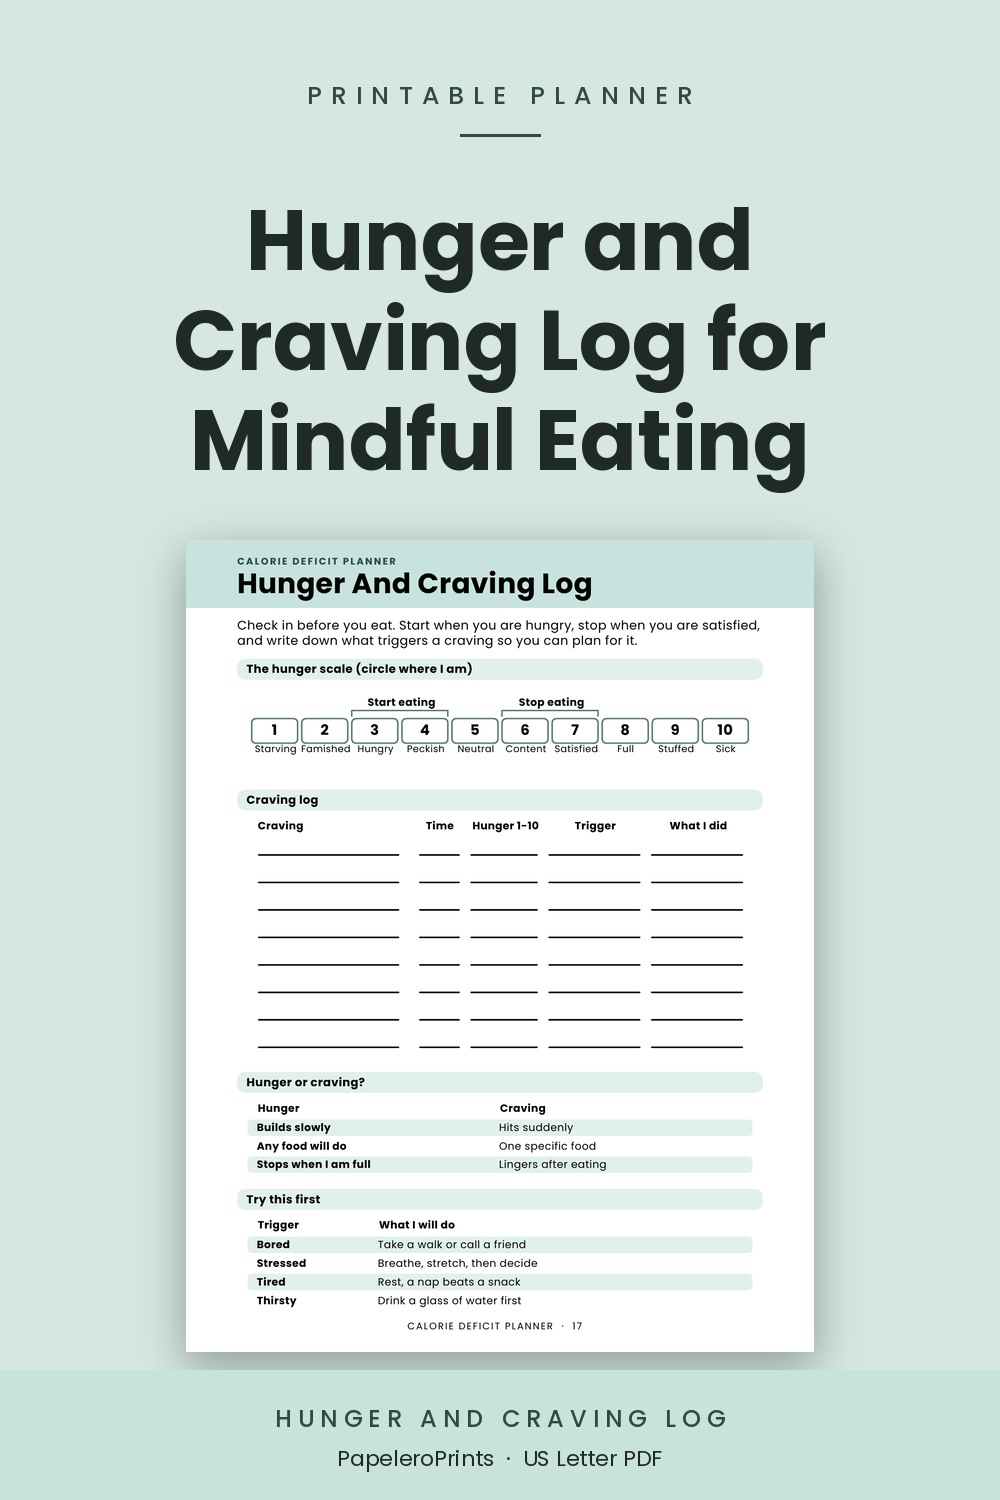 PRINTABLE PLANNER
Hunger and
Craving Log for
Mindful Eating
CALORIE DEFICIT PLANNER
Hunger And Craving Log
Check in before you eat. Start when you are hungry, stop when you are satisfied,
and write down what triggers a craving so you can plan for it.
The hunger scale (circle where I am)
Start eating Stop eating
1 2 3 4 5 6 7 8 9 10
Starving Famished Hungry Peckish Neutral Content Satisfied Full Stuffed Sick
Craving log
Craving Time Hunger 1-10 Trigger What I did
Hunger or craving?
Hunger Craving
Builds slowly Hits suddenly
Any food will do One specific food
Stops when I am full Lingers after eating
Try this first
Trigger What I will do
Bored Take a walk or call a friend
Stressed Breathe, stretch, then decide
Tired Rest, a nap beats a snack
Thirsty Drink a glass of water first
CALORIE DEFICIT PLANNER · 17
HUNGER AND CRAVING LOG
PapeleroPrints · US Letter PDF